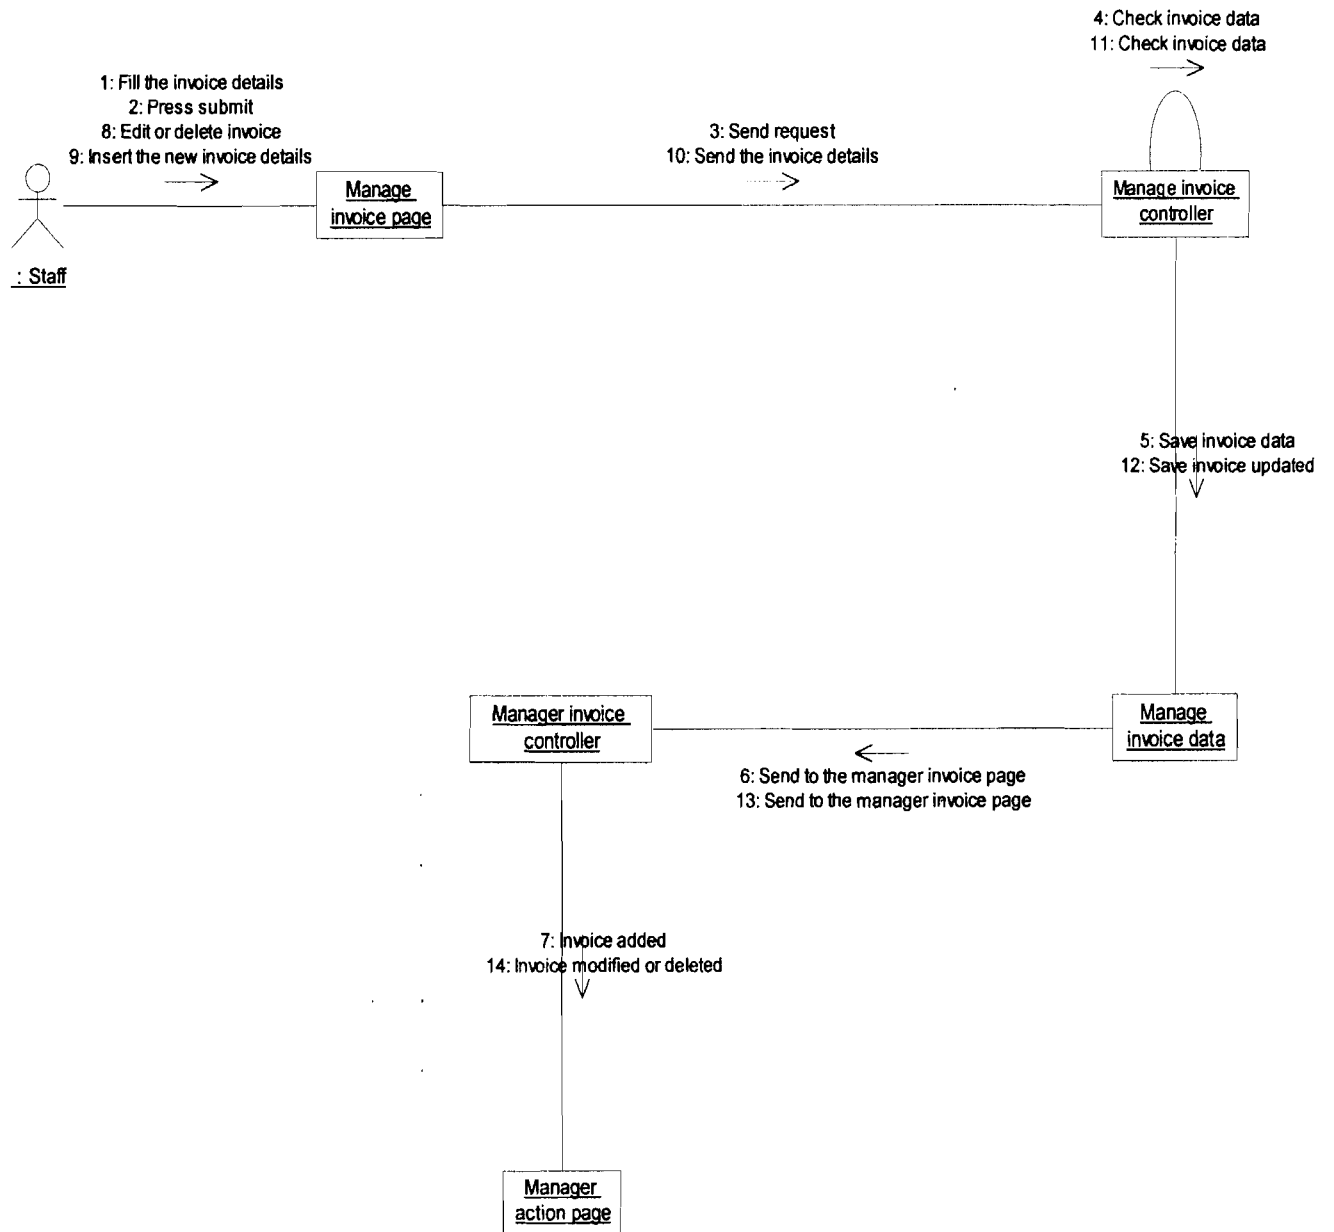 4: Check invoice data
11: Check invoice data
1: Fill the invoice details
2: Press submit
8: Edit or delete invoice
9: Insert the new invoice details
3: Send request
10: Send the invoice details
Manage
invoice page
Manage invoice
controller
: Staff
5: Save invoice data
12: Save invoice updated
Manager invoice
controller
Manage
invoice data
6: Send to the manager invoice page
13: Send to the manager invoice page
7: Invoice added
14: Invoice modified or deleted
Manager
action page